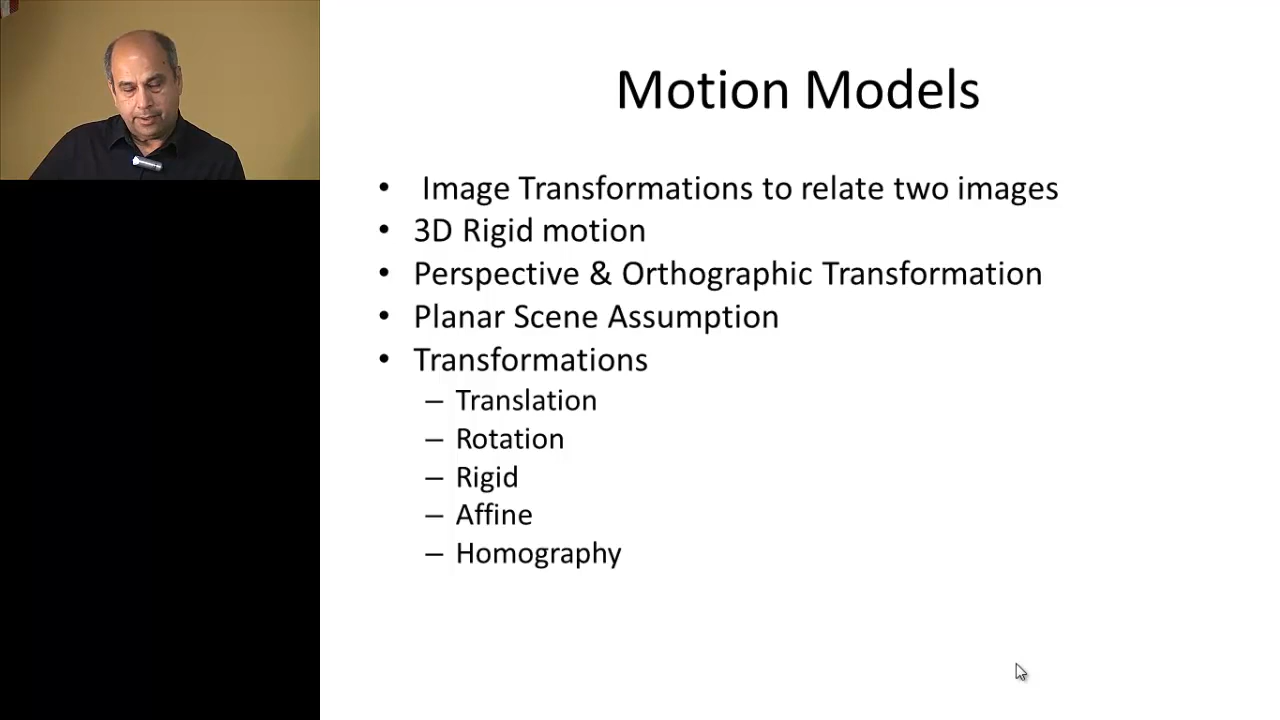 Motion Models
• Image Transformations to relate two images
• 3D Rigid motion
• Perspective & Orthographic Transformation
• Planar Scene Assumption
• Transformations
– Translation
– Rotation
– Rigid
– Affine
– Homography